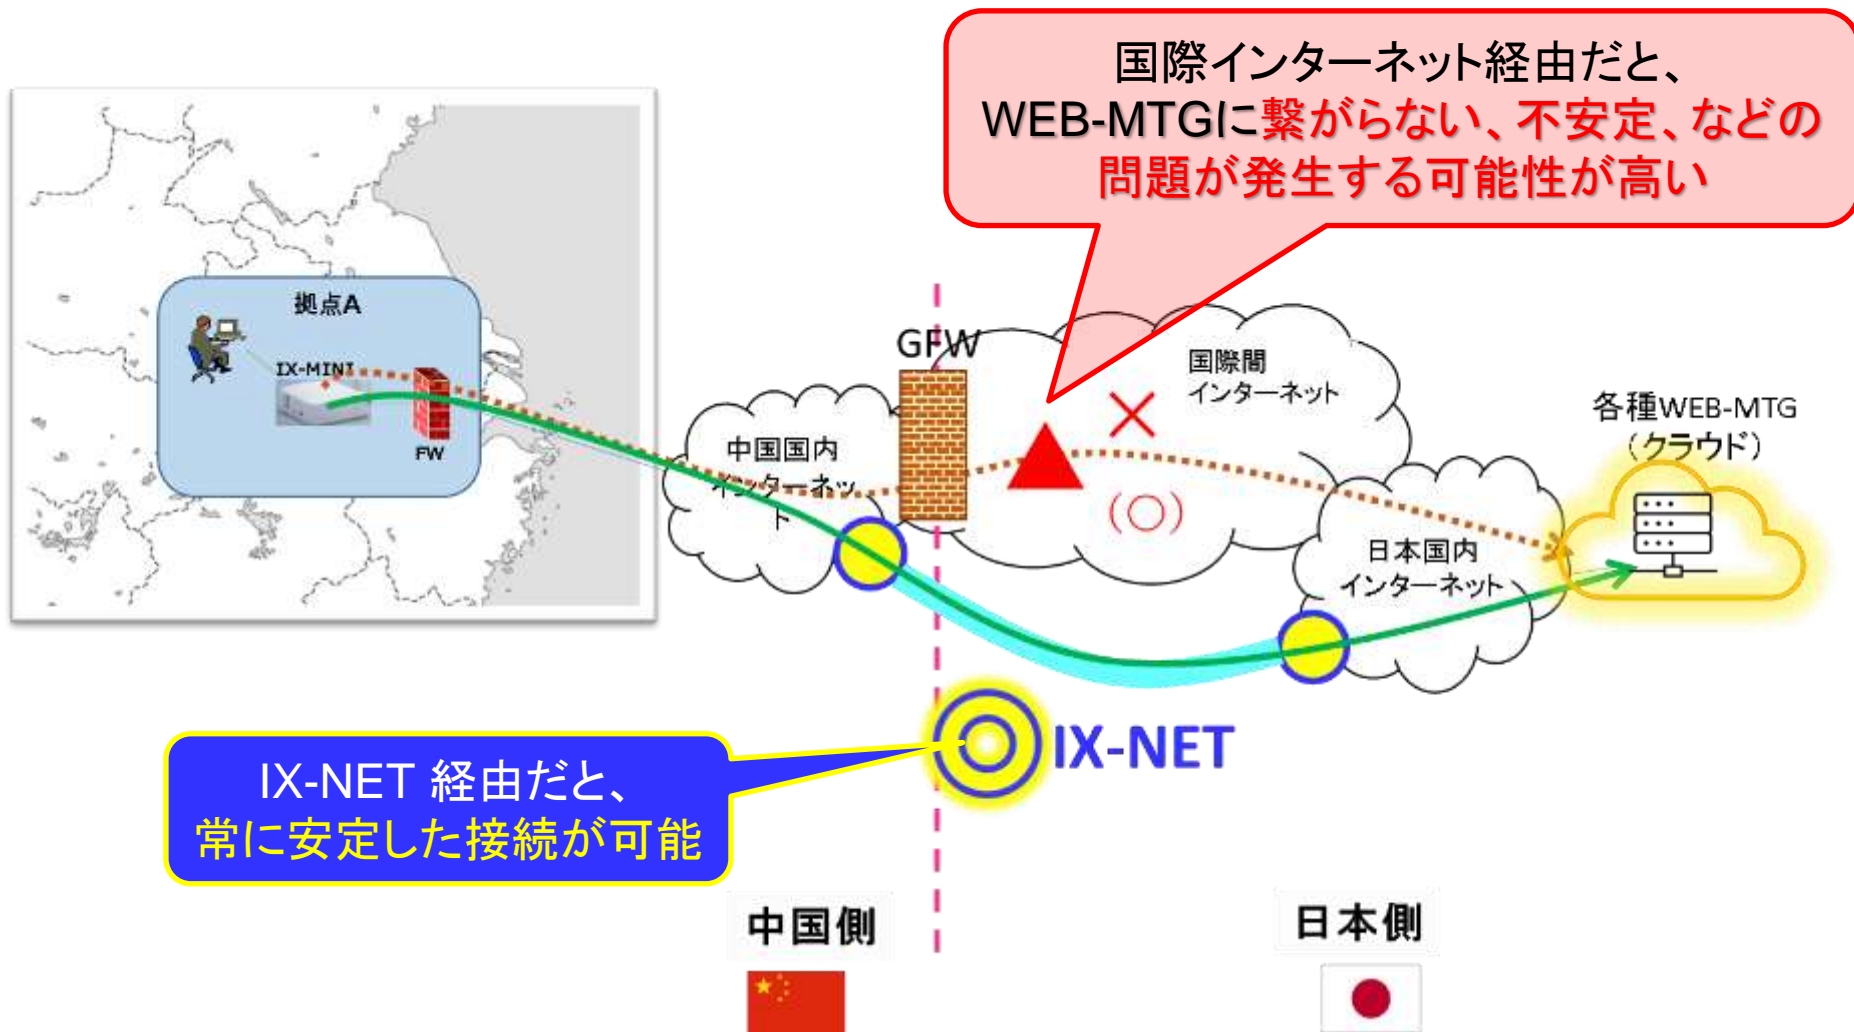 国際インターネット経由だと、
WEB-MTGに繋がらない、不安定、などの
問題が発生する可能性が高い
拠点A
IX-MINI
FW
GFW
国際間
インターネット
中国国内
インターネッ
ト
(○)
各種WEB-MTG
（クラウド）
日本国内
インターネット
IX-NET
IX-NET 経由だと、
常に安定した接続が可能
中国側
日本側